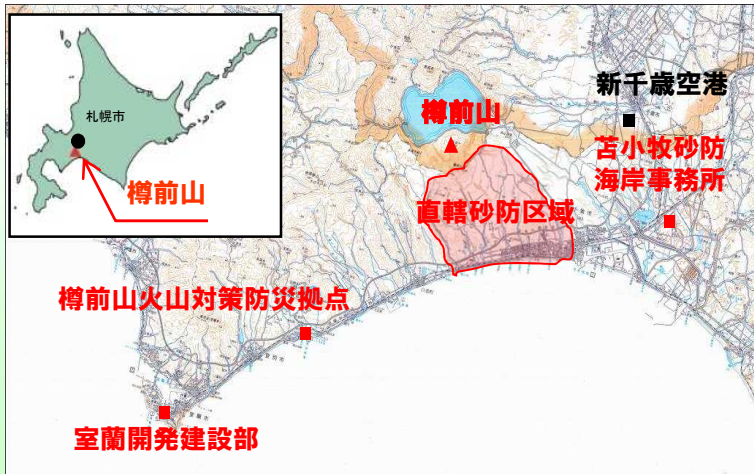 札幌市
樽前山
樽前山
新千歳空港
苫小牧砂防
海岸事務所
直轄砂防区域
樽前山火山対策防災拠点
室蘭開発建設部